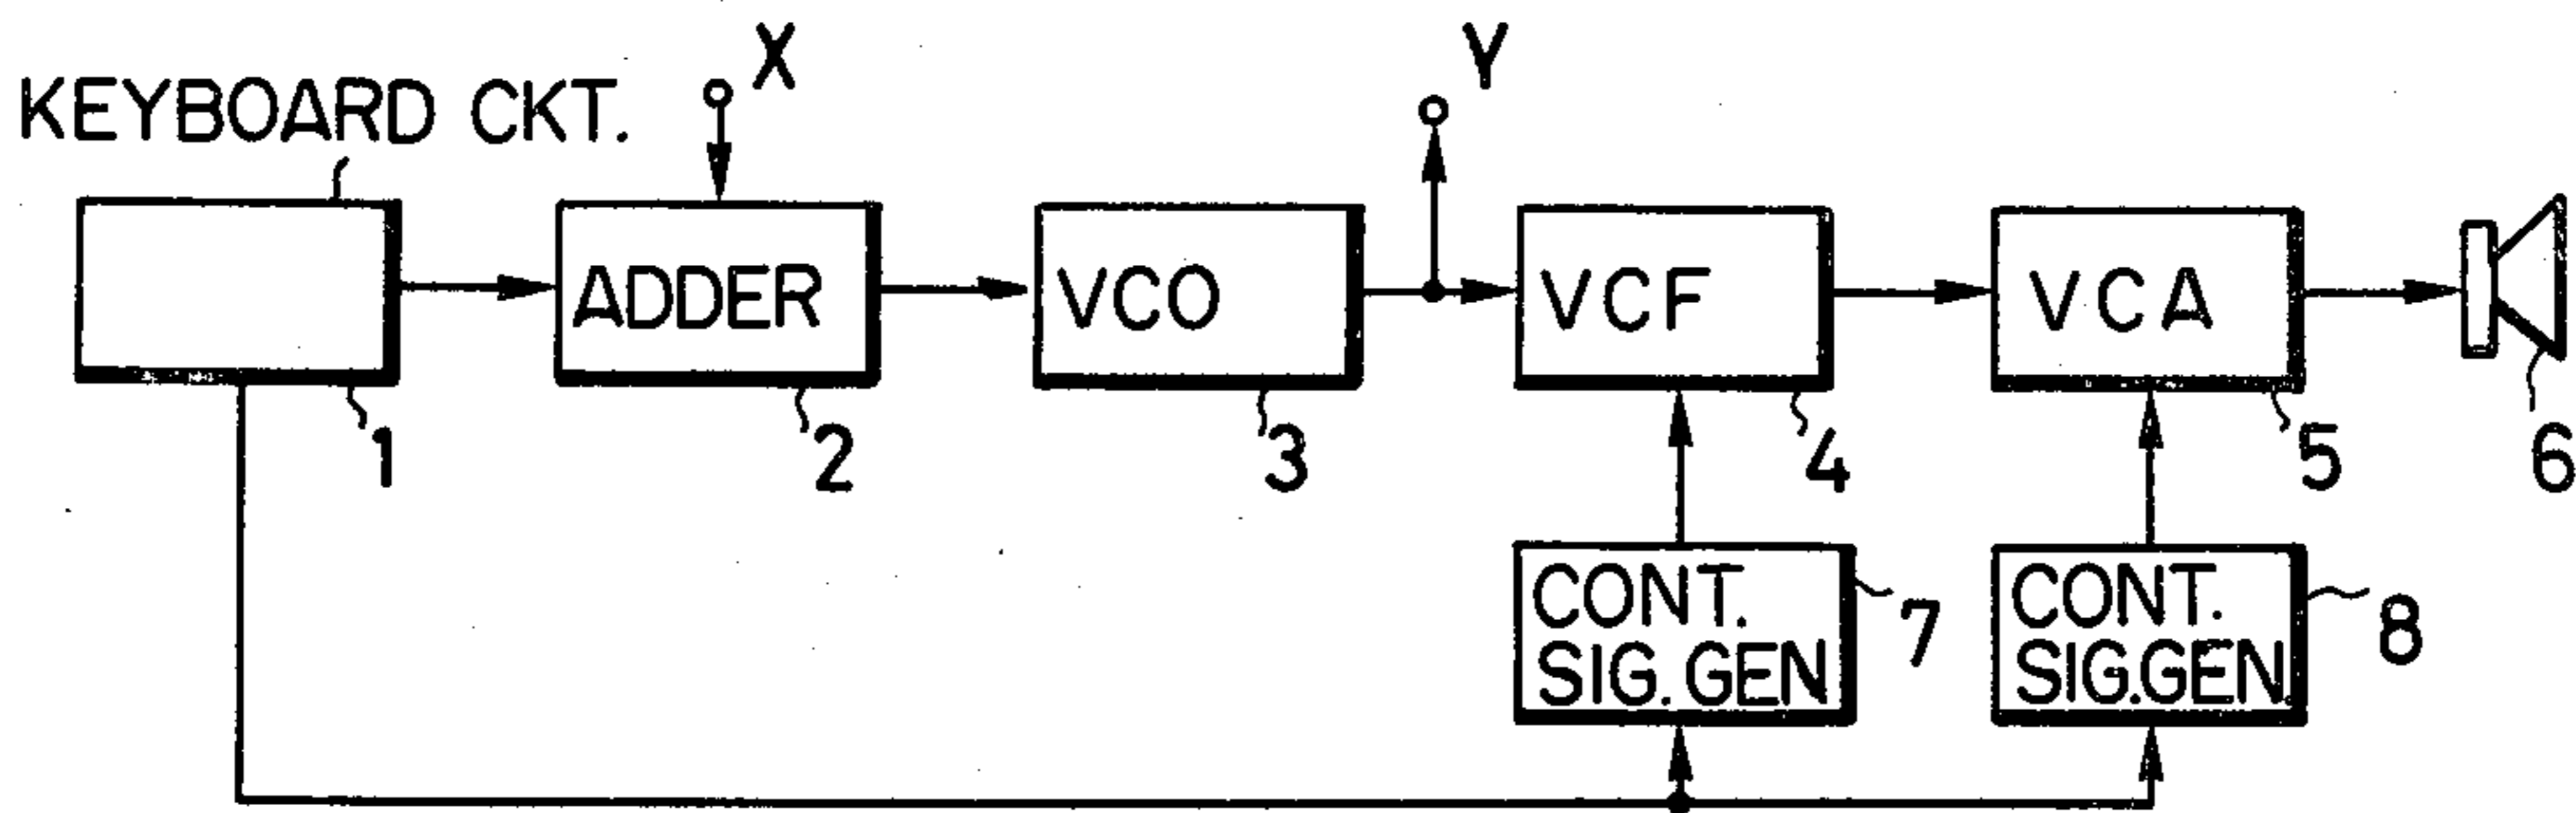 X
Y
KEYBOARD CKT.
ADDER
VCO
VCF
VCA
1
2
3
4
5
6
CONT.
SIG. GEN
7
CONT.
SIG.GEN.
8